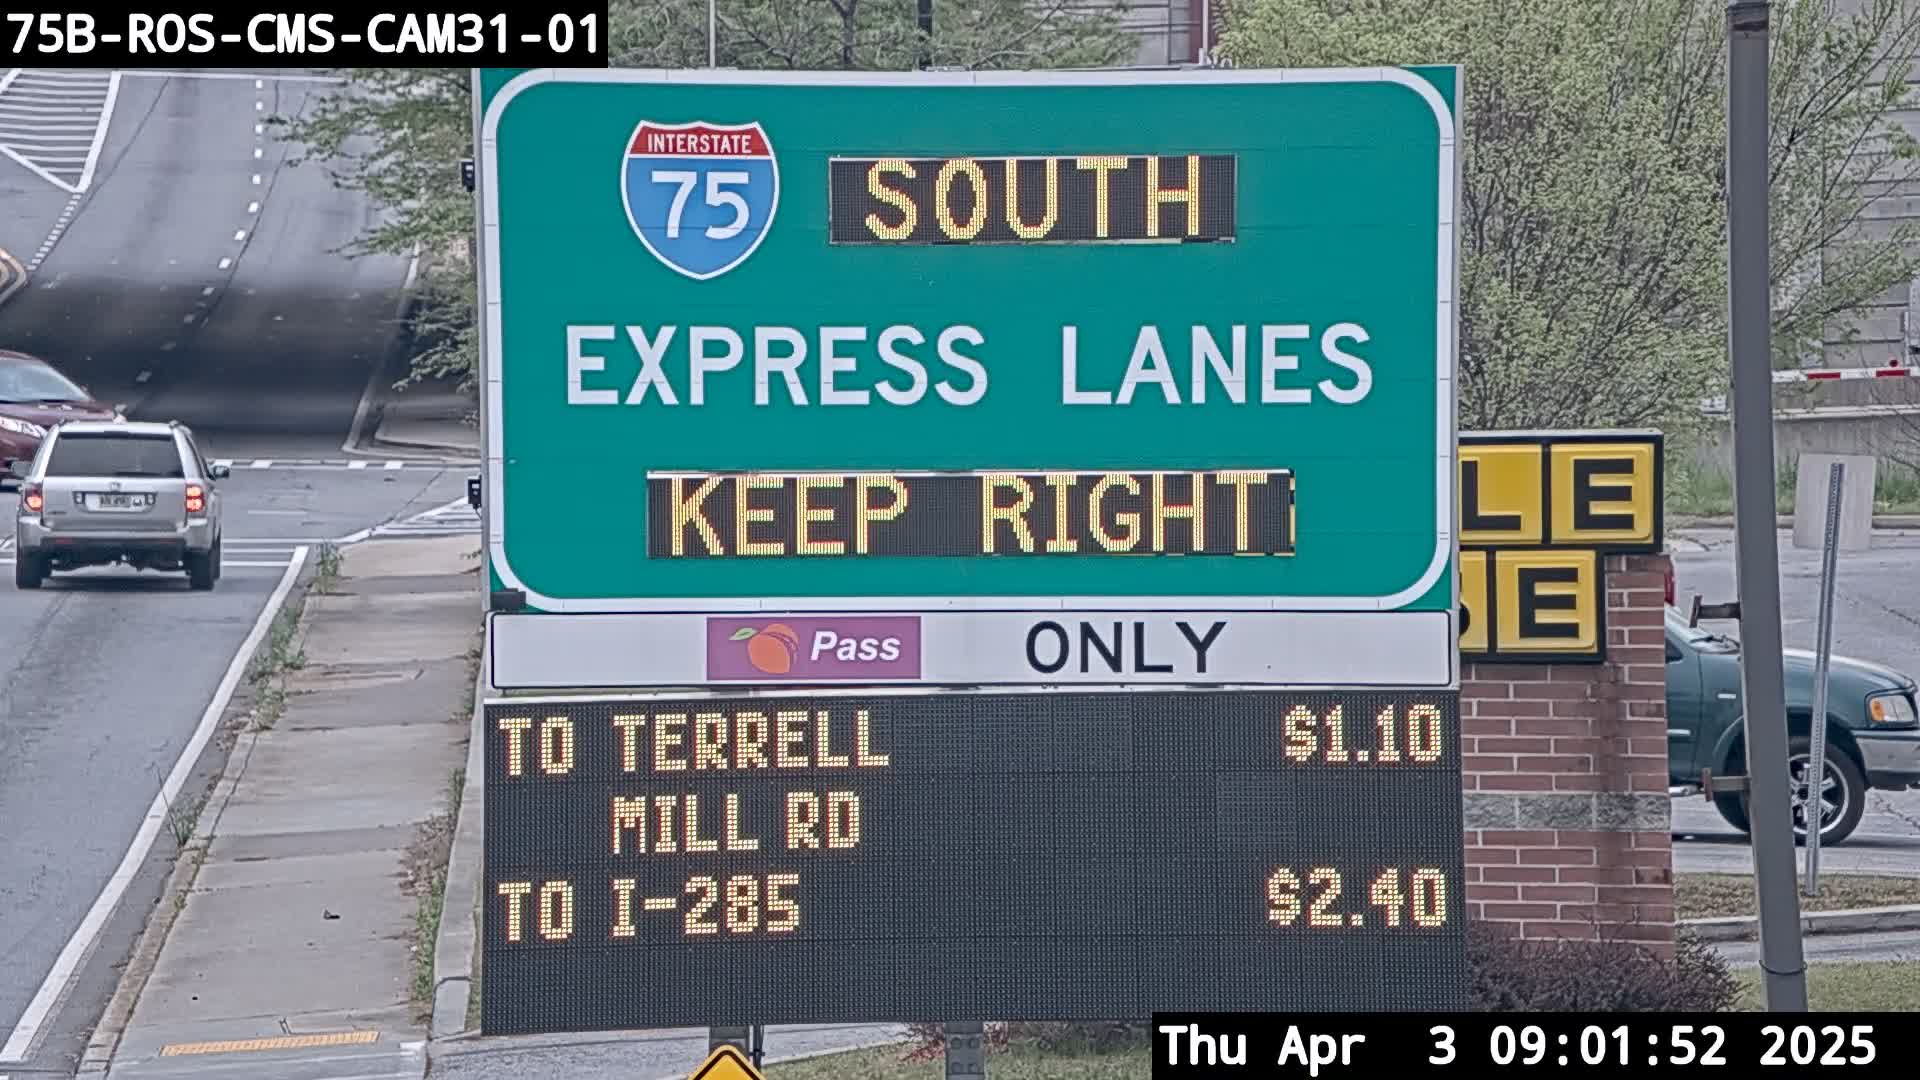 75B-ROS-CMS-CAM31-01
INTERSTATE
75
SOUTH
EXPRESS LANES
KEEP RIGHT
Pass ONLY
LE
E
TO TERRELL $1.10
MILL RD
TO I-285 $2.40
Thu Apr 3 09:01:52 2025